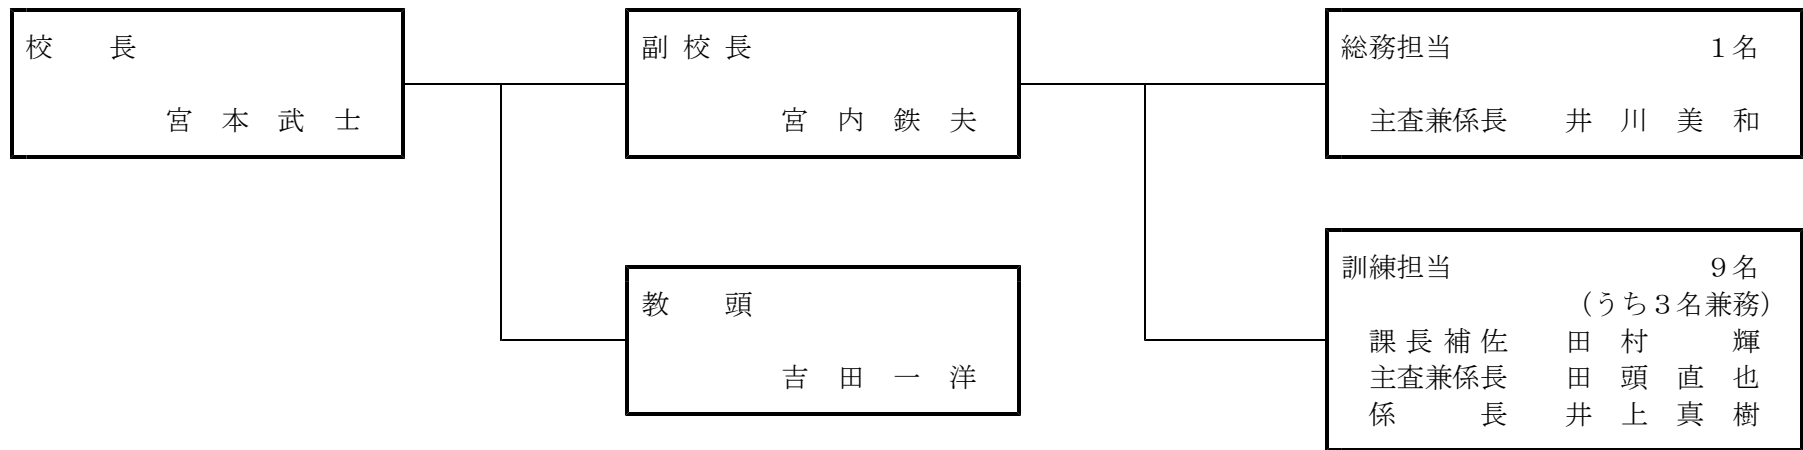 校　　長
宮　本　武　士
副 校 長
宮　内　鉄　夫
教　　頭
吉　田　一　洋
総務担当　　　　　　　　　１名
主査兼係長　　井　川　美　和
訓練担当　　　　　　　　　９名
（うち３名兼務）
課 長 補 佐　　田　村　　　輝
主査兼係長　　田　頭　直　也
係　　　長　　井　上　真　樹